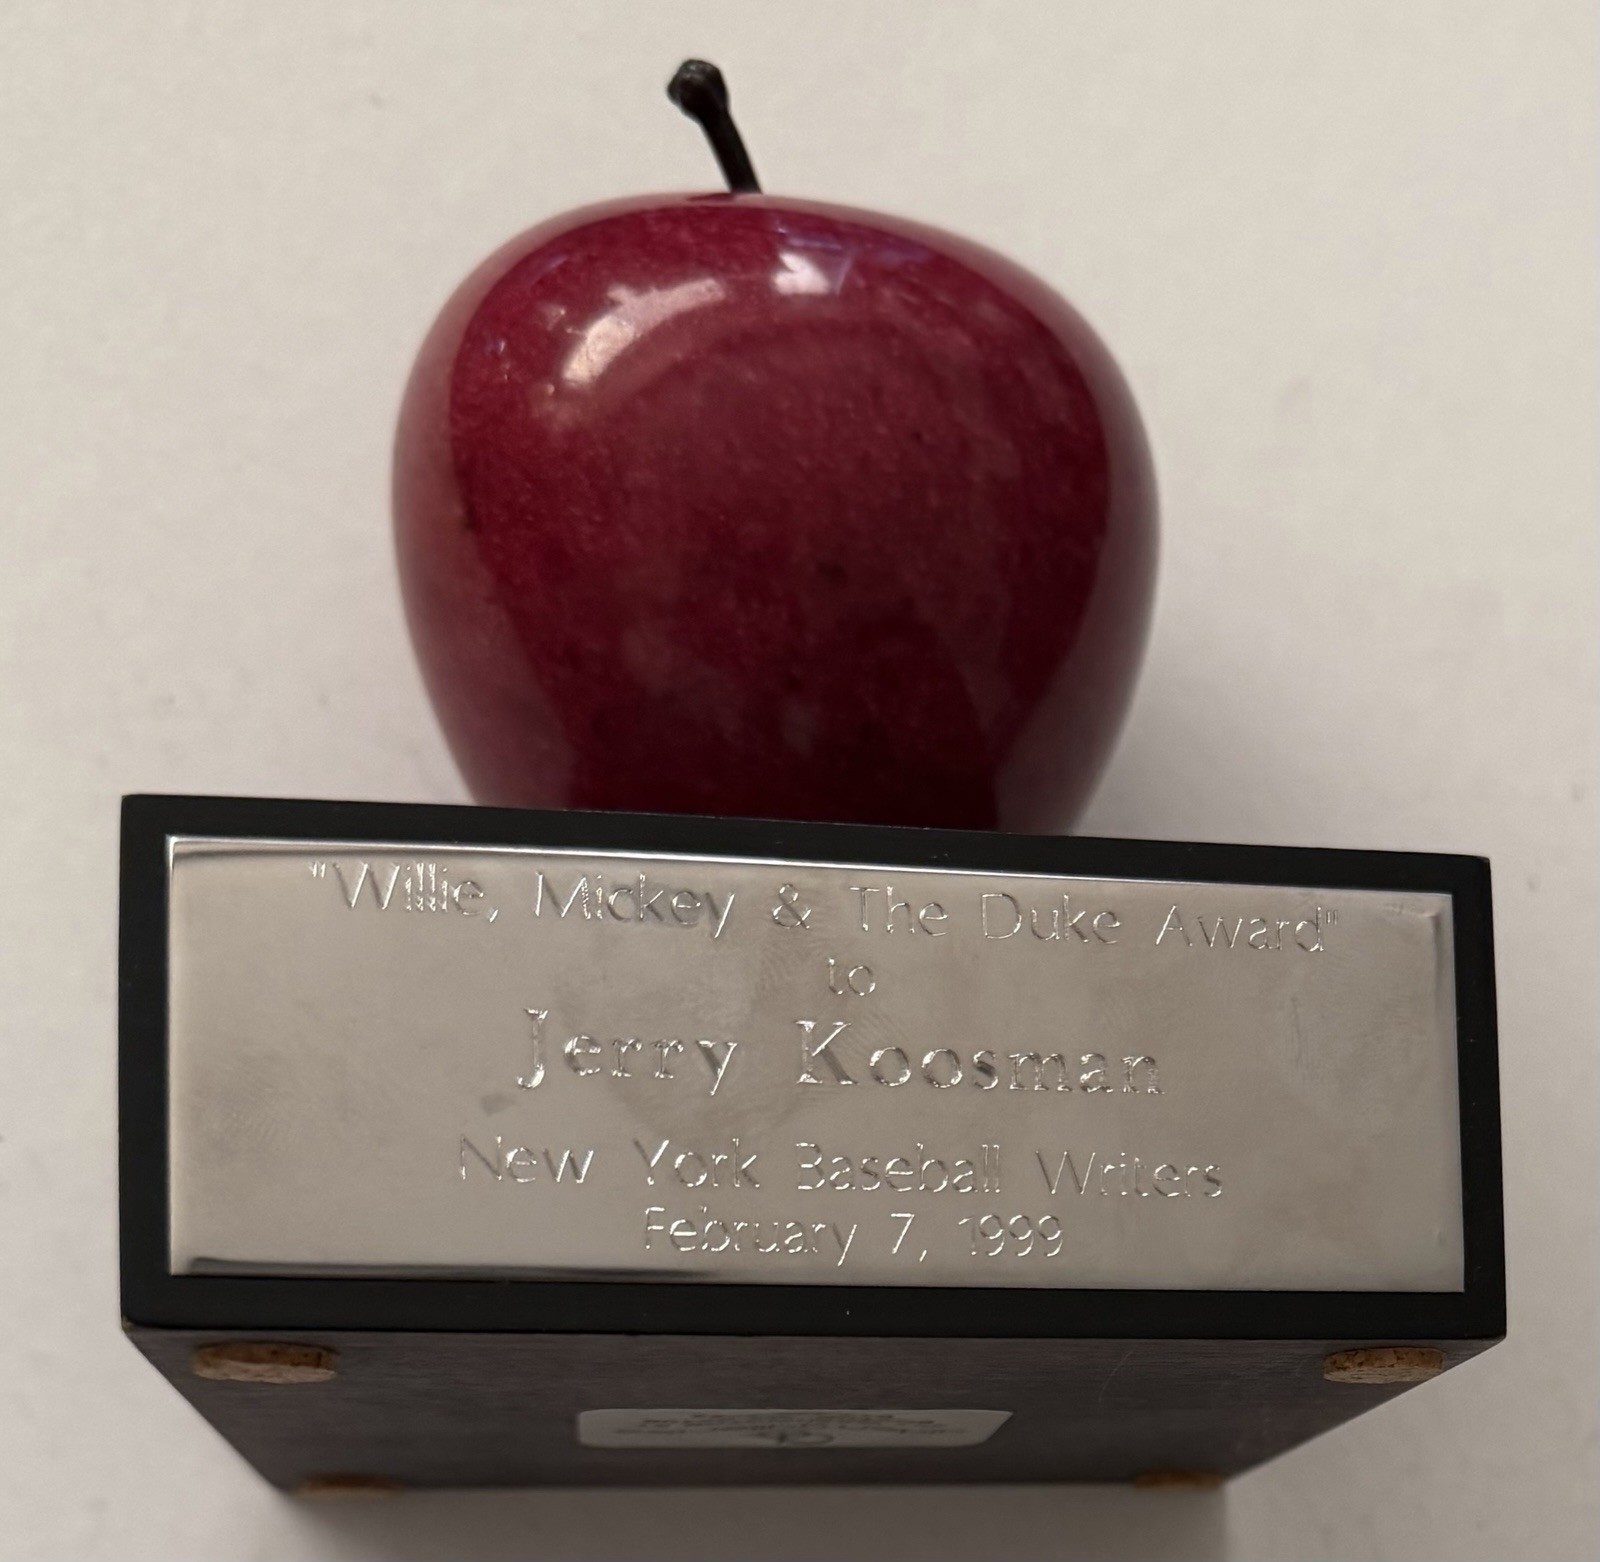 "Willie, Mickey & The Duke Award"
to
Jerry Koosman
New York Baseball Writers
February 7, 1999